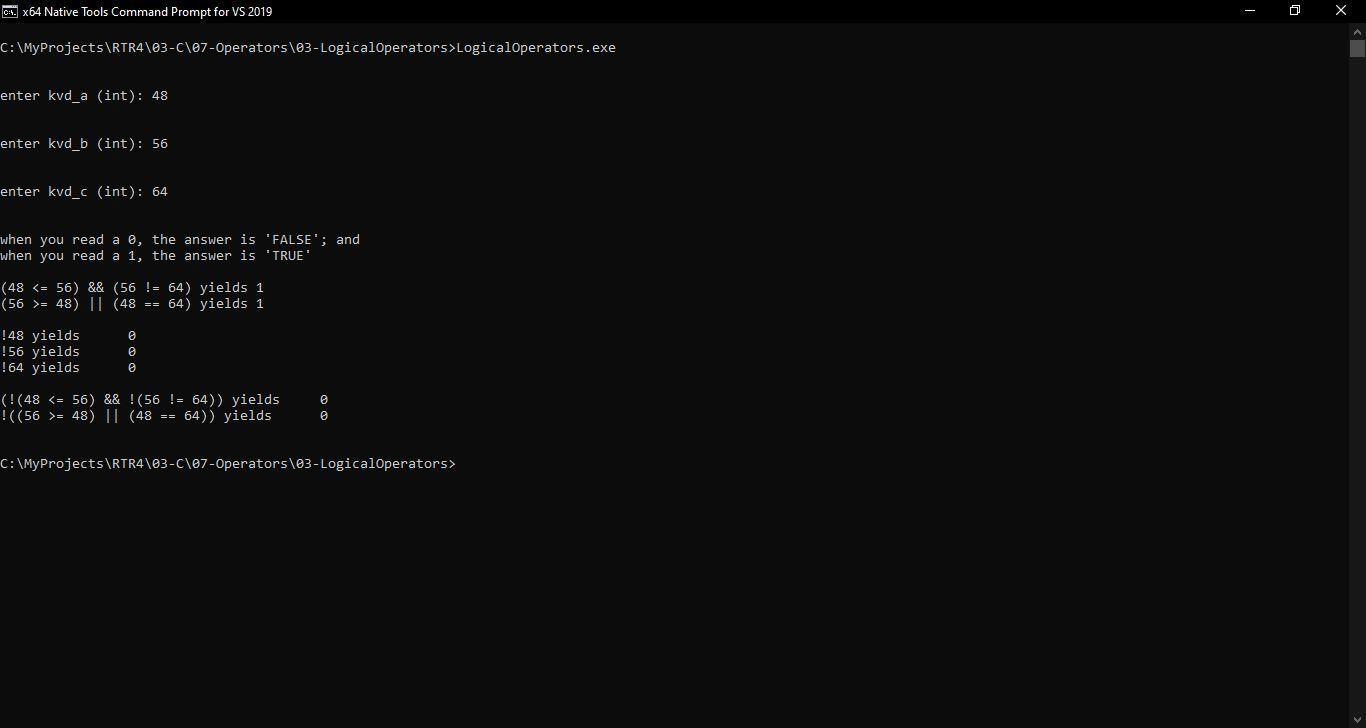 x64 Native Tools Command Prompt for VS 2019
C:\MyProjects\RTR4\03-C\07-Operators\03-LogicalOperators>LogicalOperators.exe
enter kvd_a (int): 48
enter kvd_b (int): 56
enter kvd_c (int): 64
when you read a 0, the answer is 'FALSE'; and
when you read a 1, the answer is 'TRUE'
(48 <= 56) && (56 != 64) yields 1
(56 >= 48) || (48 == 64) yields 1
!48 yields      0
!56 yields      0
!64 yields      0
(!(48 <= 56) && !(56 != 64)) yields     0
!((56 >= 48) || (48 == 64)) yields      0
C:\MyProjects\RTR4\03-C\07-Operators\03-LogicalOperators>